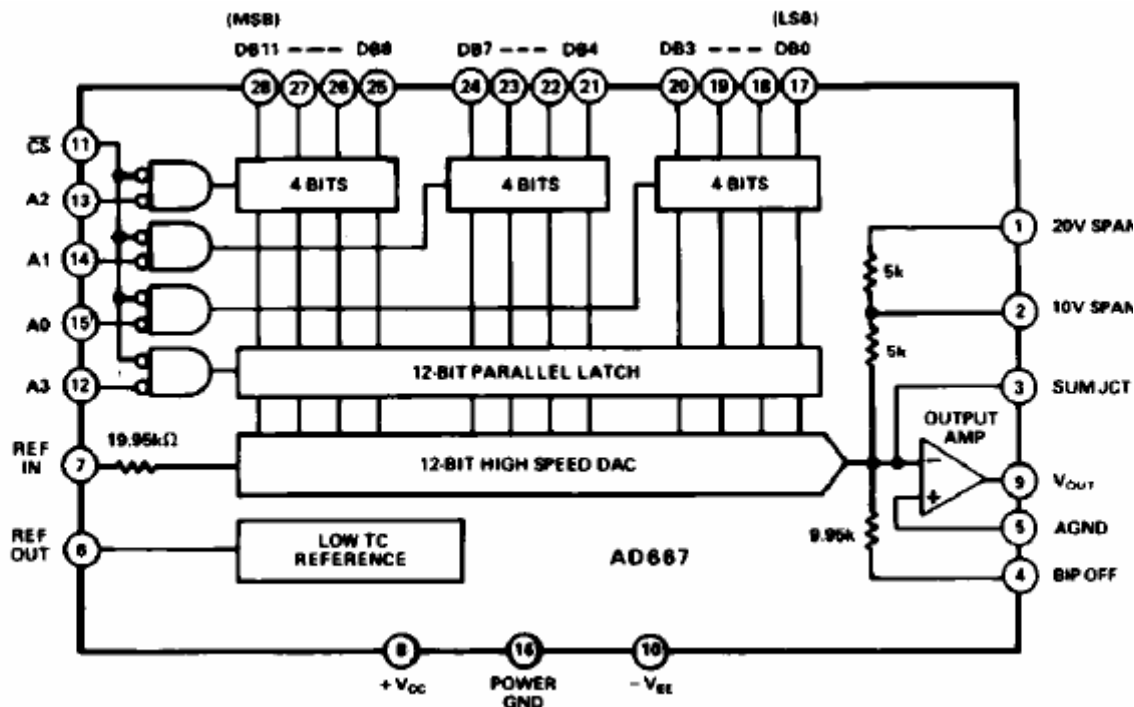 (MSB) (LSB)
DB11 ---- DB8 DB7 --- DB4 DB3 --- DB0
28 27 26 25 24 23 22 21 20 19 18 17
CS
11
A2
13
A1
14
A0
15
A3
12
4 BITS 4 BITS 4 BITS
12-BIT PARALLEL LATCH
REF
IN
7
19.95kΩ
12-BIT HIGH SPEED DAC
REF
OUT
6
LOW TC
REFERENCE
AD667
5k
5k
9.95k
OUTPUT
AMP
−
+
1 20V SPAN
2 10V SPAN
3 SUM JCT
9 VOUT
5 AGND
4 BIP OFF
8 16 10
+ VCC POWER − VEE
GND